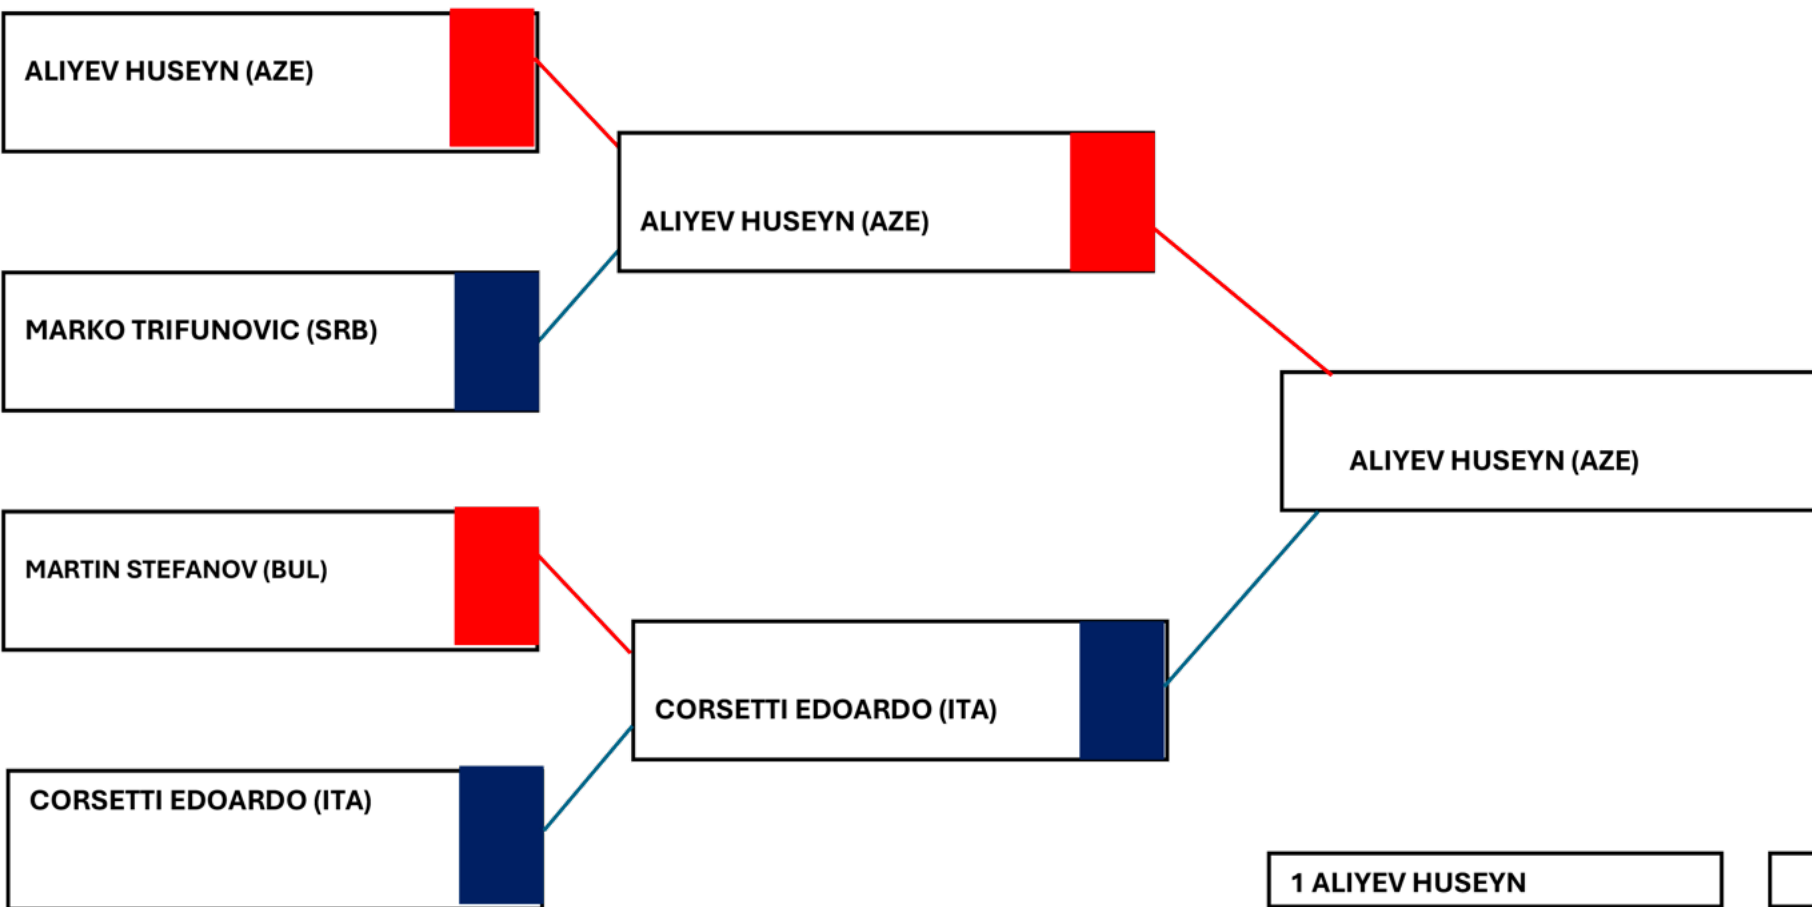 ALIYEV HUSEYN (AZE)
ALIYEV HUSEYN (AZE)
MARKO TRIFUNOVIC (SRB)
ALIYEV HUSEYN (AZE)
MARTIN STEFANOV (BUL)
CORSETTI EDOARDO (ITA)
CORSETTI EDOARDO (ITA)
1 ALIYEV HUSEYN